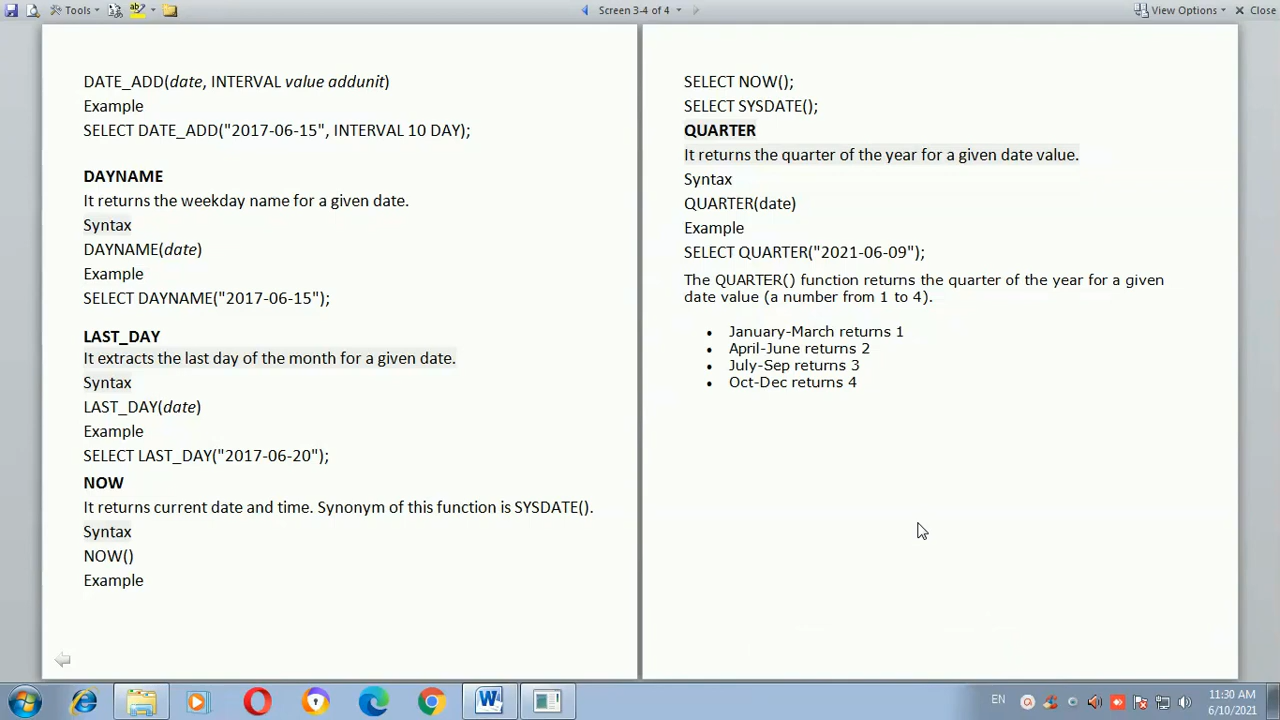 Tools
Screen 3-4 of 4
View Options
Close
DATE_ADD(date, INTERVAL value addunit)
Example
SELECT DATE_ADD("2017-06-15", INTERVAL 10 DAY);
DAYNAME
It returns the weekday name for a given date.
Syntax
DAYNAME(date)
Example
SELECT DAYNAME("2017-06-15");
LAST_DAY
It extracts the last day of the month for a given date.
Syntax
LAST_DAY(date)
Example
SELECT LAST_DAY("2017-06-20");
NOW
It returns current date and time. Synonym of this function is SYSDATE().
Syntax
NOW()
Example
SELECT NOW();
SELECT SYSDATE();
QUARTER
It returns the quarter of the year for a given date value.
Syntax
QUARTER(date)
Example
SELECT QUARTER("2021-06-09");
The QUARTER() function returns the quarter of the year for a given
date value (a number from 1 to 4).
• January-March returns 1
• April-June returns 2
• July-Sep returns 3
• Oct-Dec returns 4
EN
11:30 AM
6/10/2021